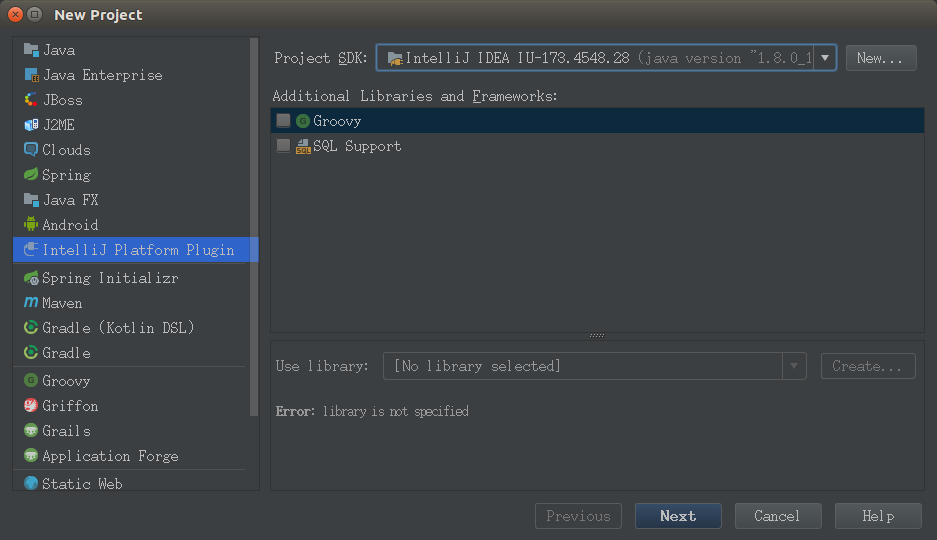 New Project
Java
Java Enterprise
JBoss
J2ME
Clouds
Spring
Java FX
Android
IntelliJ Platform Plugin
Spring Initializr
Maven
Gradle (Kotlin DSL)
Gradle
Groovy
Griffon
Grails
Application Forge
Static Web
Project SDK: IntelliJ IDEA IU-173.4548.28 (java version "1.8.0_1 New...
Additional Libraries and Frameworks:
Groovy
SQL Support
Use library: [No library selected] Create...
Error: library is not specified
Previous Next Cancel Help